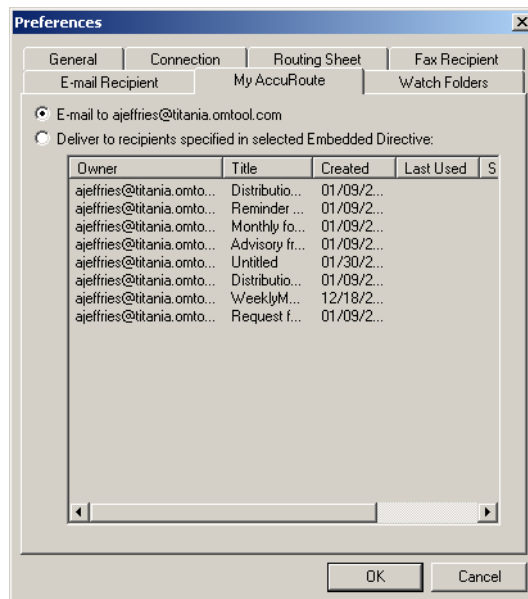 Preferences
General Connection Routing Sheet Fax Recipient
E-mail Recipient My AccuRoute Watch Folders
E-mail to ajeffries@titania.omtool.com
Deliver to recipients specified in selected Embedded Directive:
Owner Title Created Last Used S
ajeffries@titania.omto... Distributio... 01/09/2...
ajeffries@titania.omto... Reminder ... 01/09/2...
ajeffries@titania.omto... Monthly fo... 01/09/2...
ajeffries@titania.omto... Advisory fr... 01/09/2...
ajeffries@titania.omto... Untitled 01/30/2...
ajeffries@titania.omto... Distributio... 01/09/2...
ajeffries@titania.omto... WeeklyM... 12/18/2...
ajeffries@titania.omto... Request f... 01/09/2...
OK Cancel